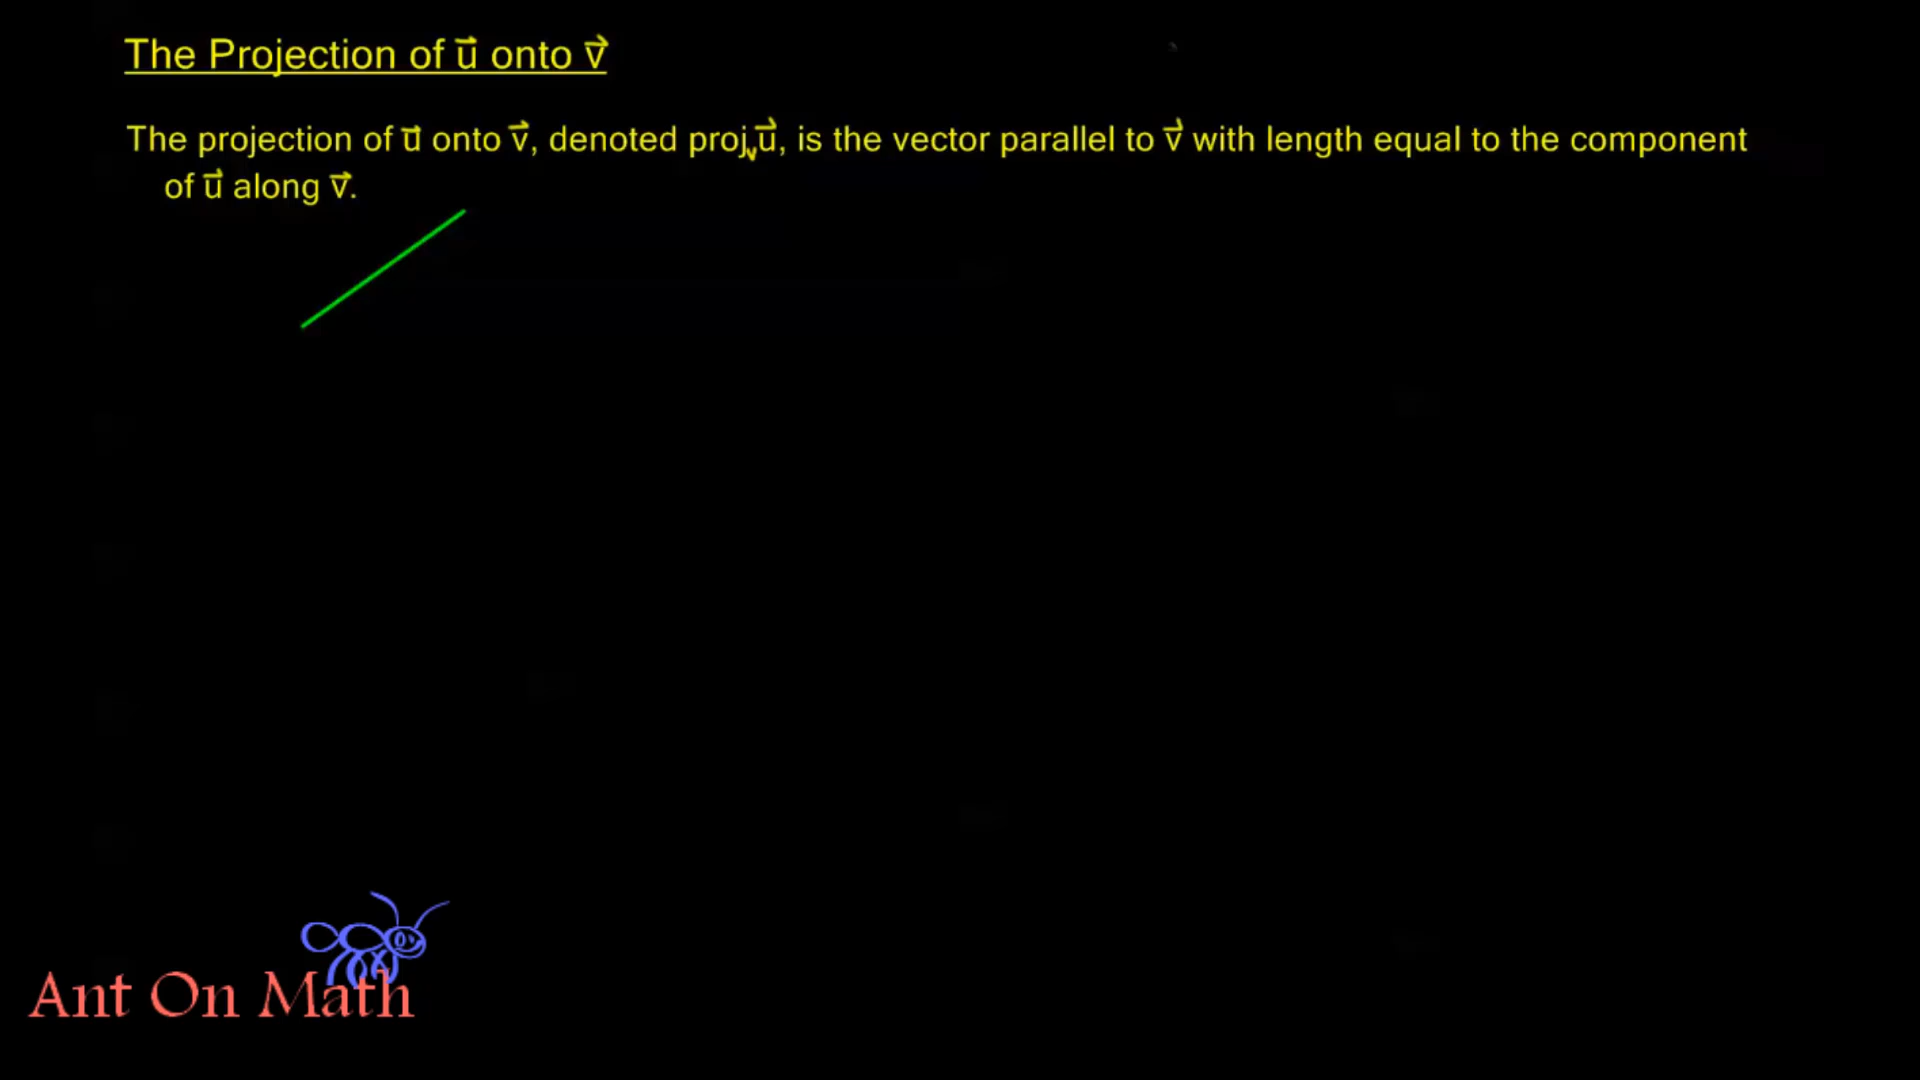 The Projection of u⃗ onto v⃗
The projection of u⃗ onto v⃗, denoted projᵥu⃗, is the vector parallel to v⃗ with length equal to the component
of u⃗ along v⃗.
Ant On Math